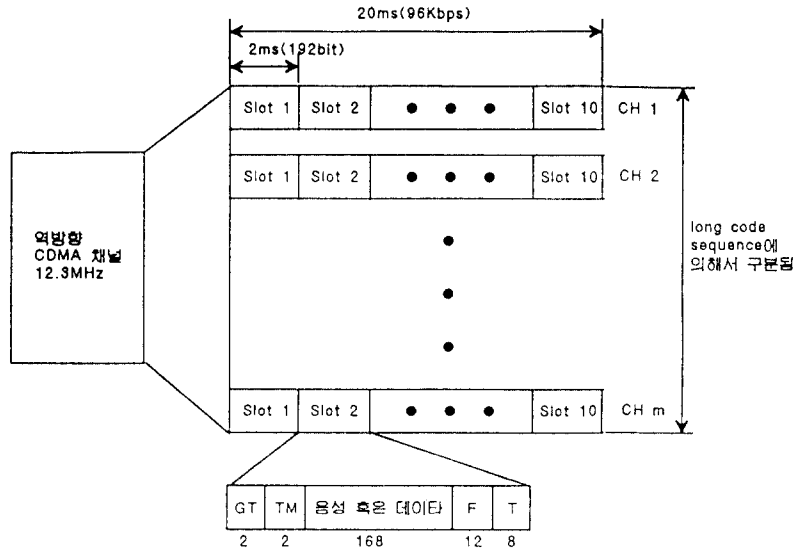 20ms(96Kbps)
2ms(192bit)
Slot 1 Slot 2 Slot 10 CH 1
Slot 1 Slot 2 Slot 10 CH 2
역방향
CDMA 채널
12.3MHz
long code
sequence에
의해서 구분됨
Slot 1 Slot 2 Slot 10 CH m
GT TM 음성 혹은 데이타 F T
2 2 168 12 8